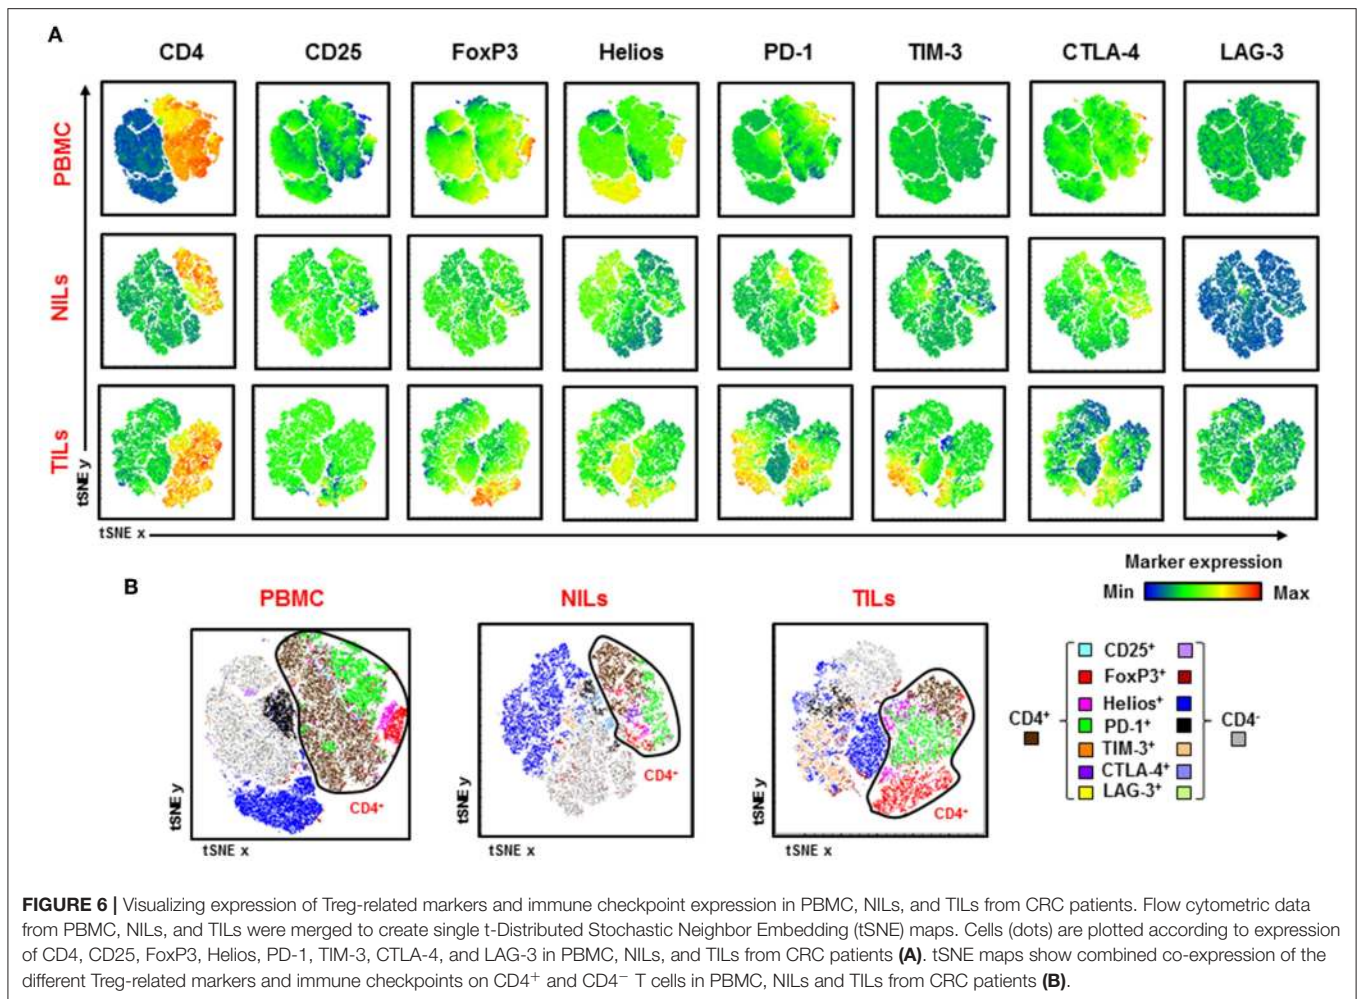 A
CD4 CD25 FoxP3 Helios PD-1 TIM-3 CTLA-4 LAG-3
PBMC
NILs
TILs
tSNE y
tSNE x
Marker expression
Min Max
B
PBMC NILs TILs
CD25⁺
FoxP3⁺
Helios⁺
PD-1⁺
TIM-3⁺
CTLA-4⁺
LAG-3⁺
CD4⁺ CD4⁻
CD4⁺ CD4⁺ CD4⁺
tSNE y tSNE y tSNE y
tSNE x tSNE x tSNE x
FIGURE 6 | Visualizing expression of Treg-related markers and immune checkpoint expression in PBMC, NILs, and TILs from CRC patients. Flow cytometric data
from PBMC, NILs, and TILs were merged to create single t-Distributed Stochastic Neighbor Embedding (tSNE) maps. Cells (dots) are plotted according to expression
of CD4, CD25, FoxP3, Helios, PD-1, TIM-3, CTLA-4, and LAG-3 in PBMC, NILs, and TILs from CRC patients (A). tSNE maps show combined co-expression of the
different Treg-related markers and immune checkpoints on CD4⁺ and CD4⁻ T cells in PBMC, NILs and TILs from CRC patients (B).